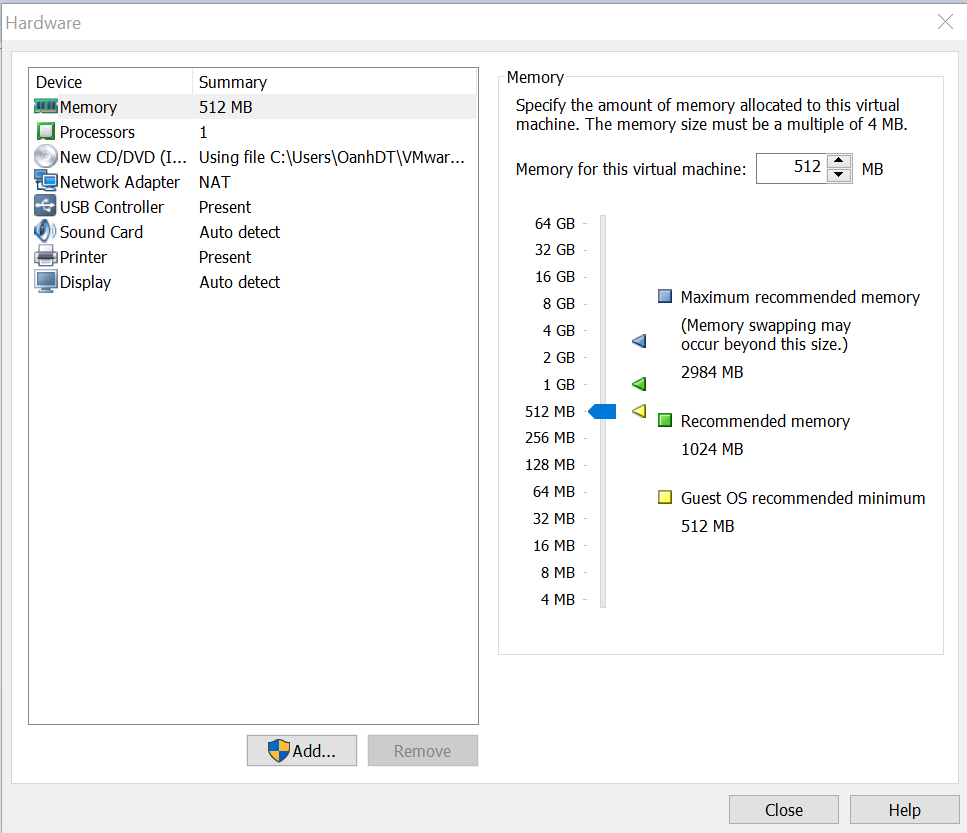 Hardware
Device Summary
Memory 512 MB
Processors 1
New CD/DVD (I... Using file C:\Users\OanhDT\VMwar...
Network Adapter NAT
USB Controller Present
Sound Card Auto detect
Printer Present
Display Auto detect
Add...
Remove
Memory
Specify the amount of memory allocated to this virtual
machine. The memory size must be a multiple of 4 MB.
Memory for this virtual machine: 512 MB
64 GB
32 GB
16 GB
8 GB
4 GB
2 GB
1 GB
512 MB
256 MB
128 MB
64 MB
32 MB
16 MB
8 MB
4 MB
Maximum recommended memory
(Memory swapping may
occur beyond this size.)
2984 MB
Recommended memory
1024 MB
Guest OS recommended minimum
512 MB
Close
Help